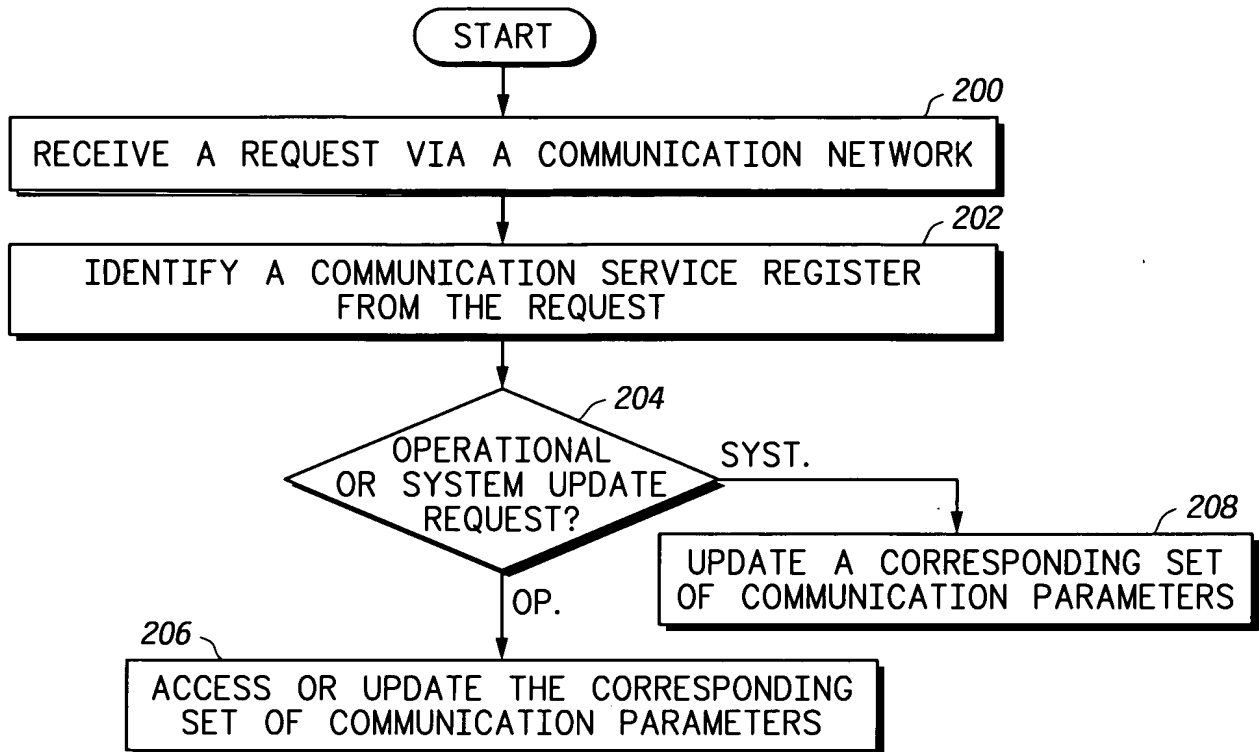 START
200
RECEIVE A REQUEST VIA A COMMUNICATION NETWORK
202
IDENTIFY A COMMUNICATION SERVICE REGISTER
FROM THE REQUEST
204
OPERATIONAL
OR SYSTEM UPDATE
REQUEST?
SYST.
208
UPDATE A CORRESPONDING SET
OF COMMUNICATION PARAMETERS
OP.
206
ACCESS OR UPDATE THE CORRESPONDING
SET OF COMMUNICATION PARAMETERS